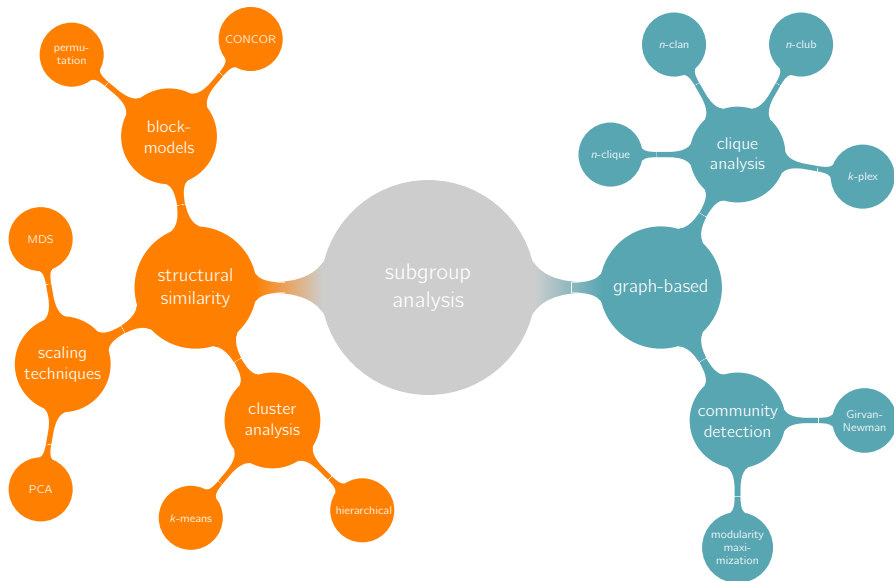 permu-
tation
CONCOR
block-
models
MDS
structural
similarity
scaling
techniques
cluster
analysis
PCA
k-means
hierarchical
subgroup
analysis
n-clan
n-club
n-clique
clique
analysis
k-plex
graph-based
community
detection
Girvan-
Newman
modularity
maxi-
mization